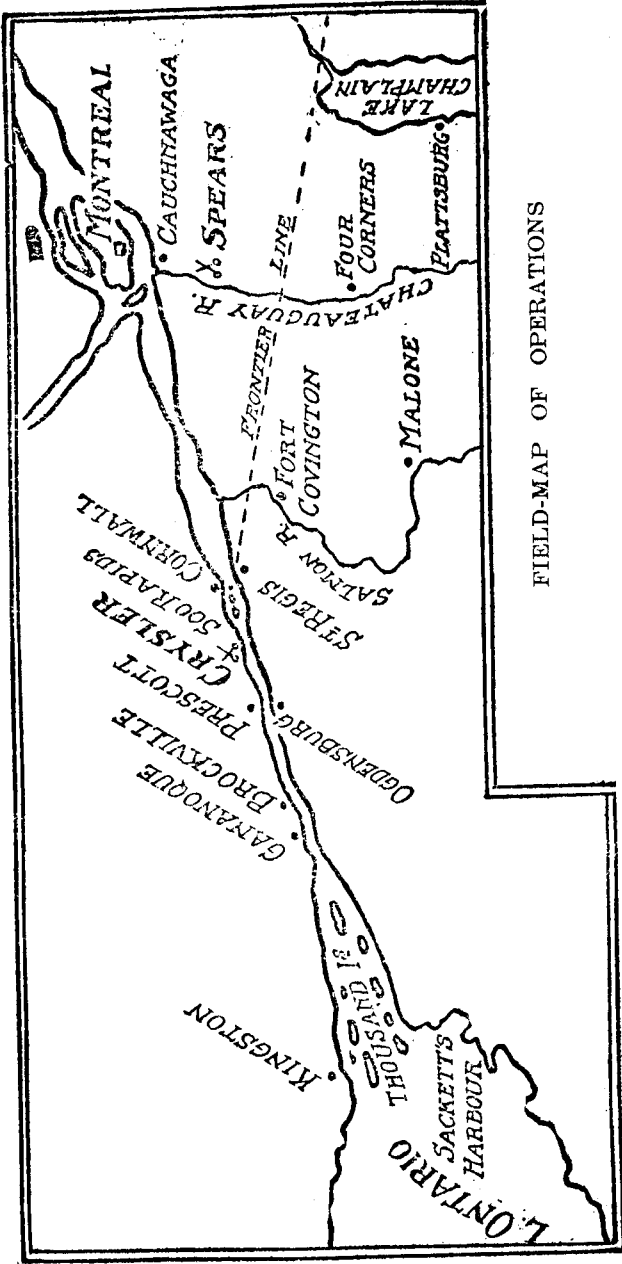 MONTREAL
CAUCHNAWAGA
SPEARS
LAKE
CHAMPLAIN
PLATTSBURG
FOUR
CORNERS
CHATEAUGUAY R.
FRONTIER LINE
FORT
COVINGTON
MALONE
SALMON R.
ST REGIS
CORNWALL
SOO RAPIDS
CRYSLER
PRESCOTT
OGDENSBURG
BROCKVILLE
GANANOQUE
KINGSTON
THOUSAND Is
SACKETT'S
HARBOUR
L. ONTARIO
FIELD-MAP OF OPERATIONS